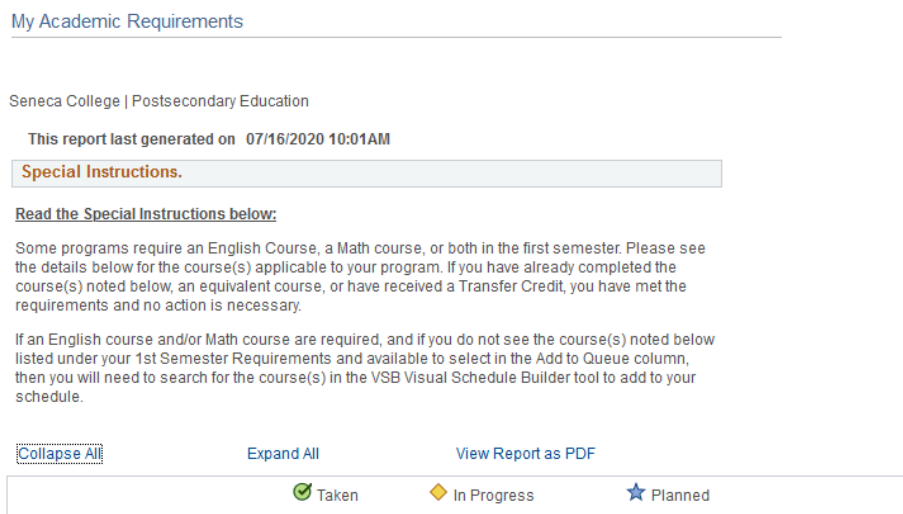 My Academic Requirements
Seneca College | Postsecondary Education
This report last generated on 07/16/2020 10:01AM
Special Instructions.
Read the Special Instructions below:
Some programs require an English Course, a Math course, or both in the first semester. Please see
the details below for the course(s) applicable to your program. If you have already completed the
course(s) noted below, an equivalent course, or have received a Transfer Credit, you have met the
requirements and no action is necessary.
If an English course and/or Math course are required, and if you do not see the course(s) noted below
listed under your 1st Semester Requirements and available to select in the Add to Queue column,
then you will need to search for the course(s) in the VSB Visual Schedule Builder tool to add to your
schedule.
Collapse All Expand All View Report as PDF
Taken In Progress Planned